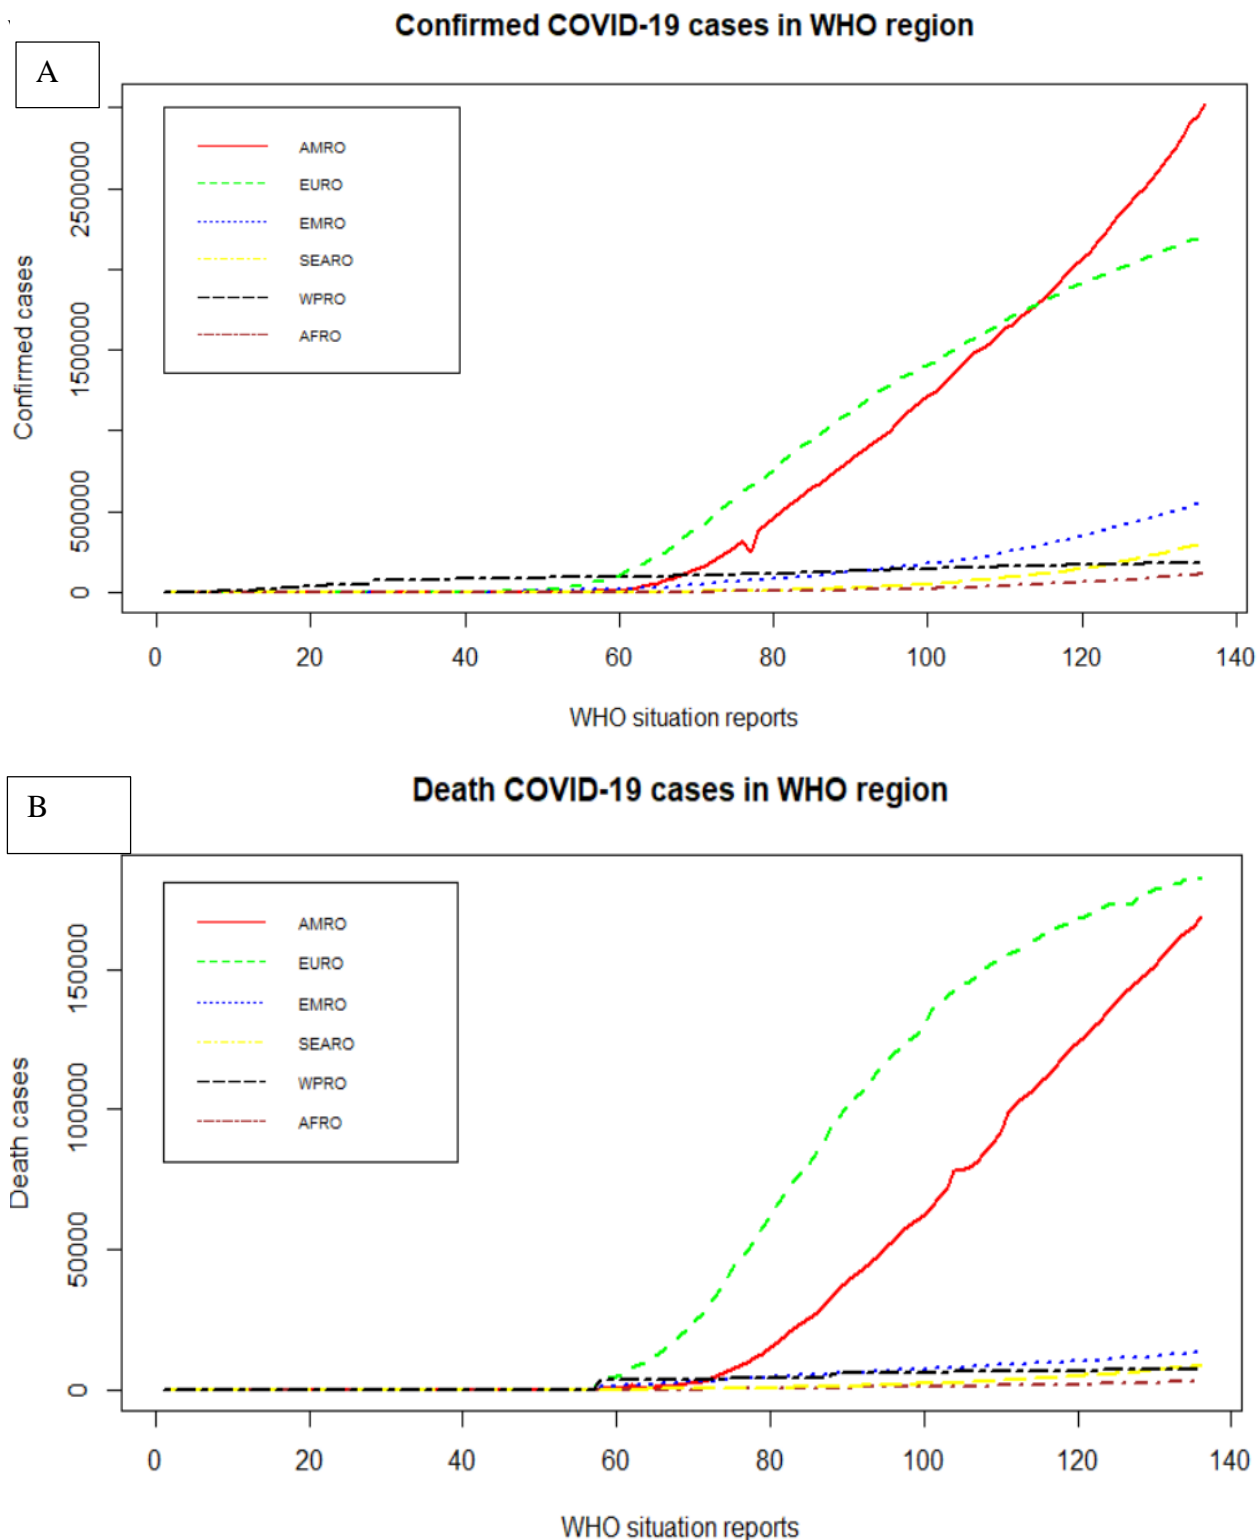 Confirmed COVID-19 cases in WHO region
A
AMRO
EURO
EMRO
SEARO
WPRO
AFRO
Confirmed cases
0
500000
1500000
2500000
0 20 40 60 80 100 120 140
WHO situation reports
Death COVID-19 cases in WHO region
B
AMRO
EURO
EMRO
SEARO
WPRO
AFRO
Death cases
0
50000
100000
150000
0 20 40 60 80 100 120 140
WHO situation reports